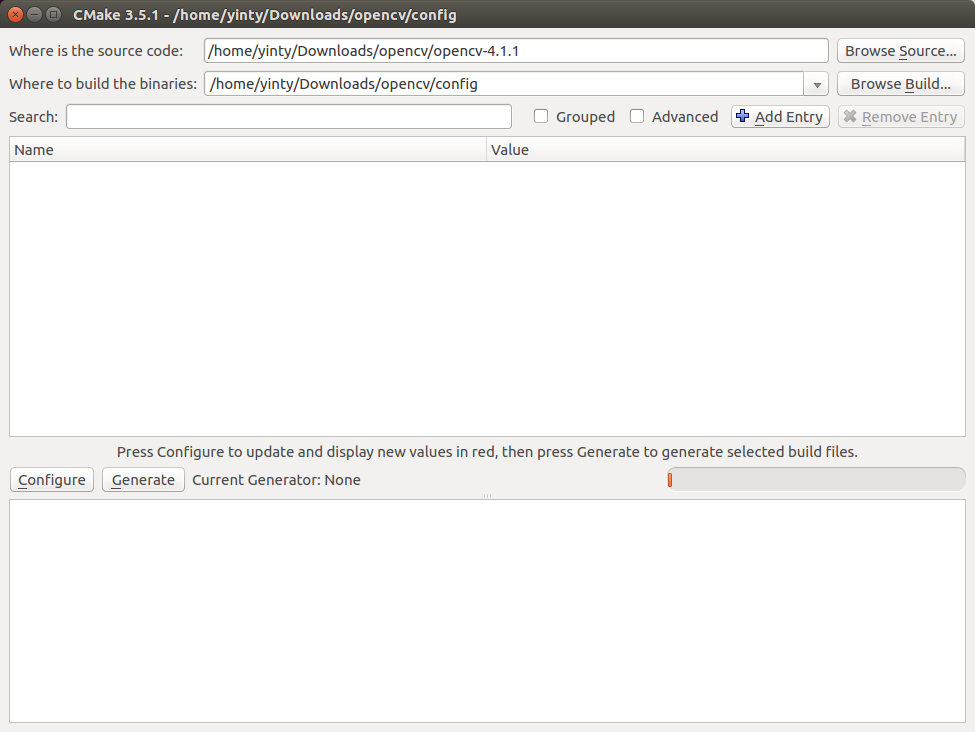 CMake 3.5.1 - /home/yinty/Downloads/opencv/config
Where is the source code: /home/yinty/Downloads/opencv/opencv-4.1.1 Browse Source...
Where to build the binaries: /home/yinty/Downloads/opencv/config Browse Build...
Search: Grouped Advanced Add Entry Remove Entry
Name Value
Press Configure to update and display new values in red, then press Generate to generate selected build files.
Configure Generate Current Generator: None